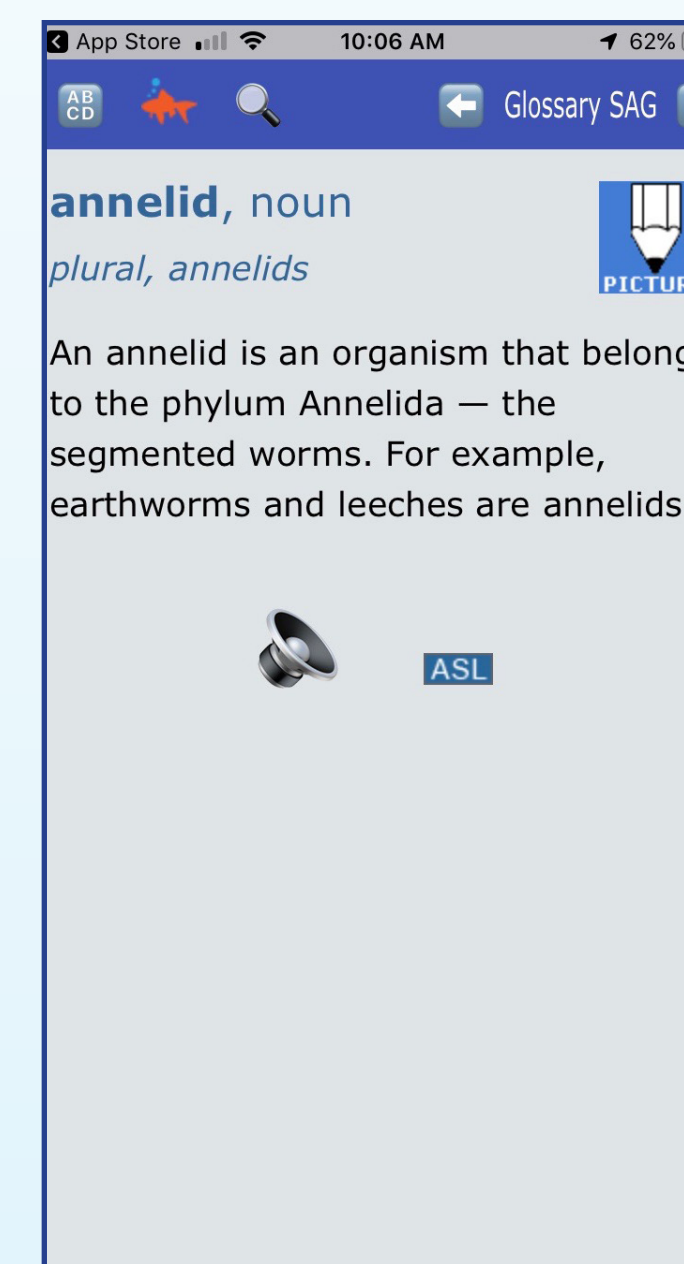 App Store 10:06 AM 62%
AB
CD
Glossary SAG
annelid, noun
plural, annelids
PICTUR
An annelid is an organism that belong
to the phylum Annelida — the
segmented worms. For example,
earthworms and leeches are annelids
ASL